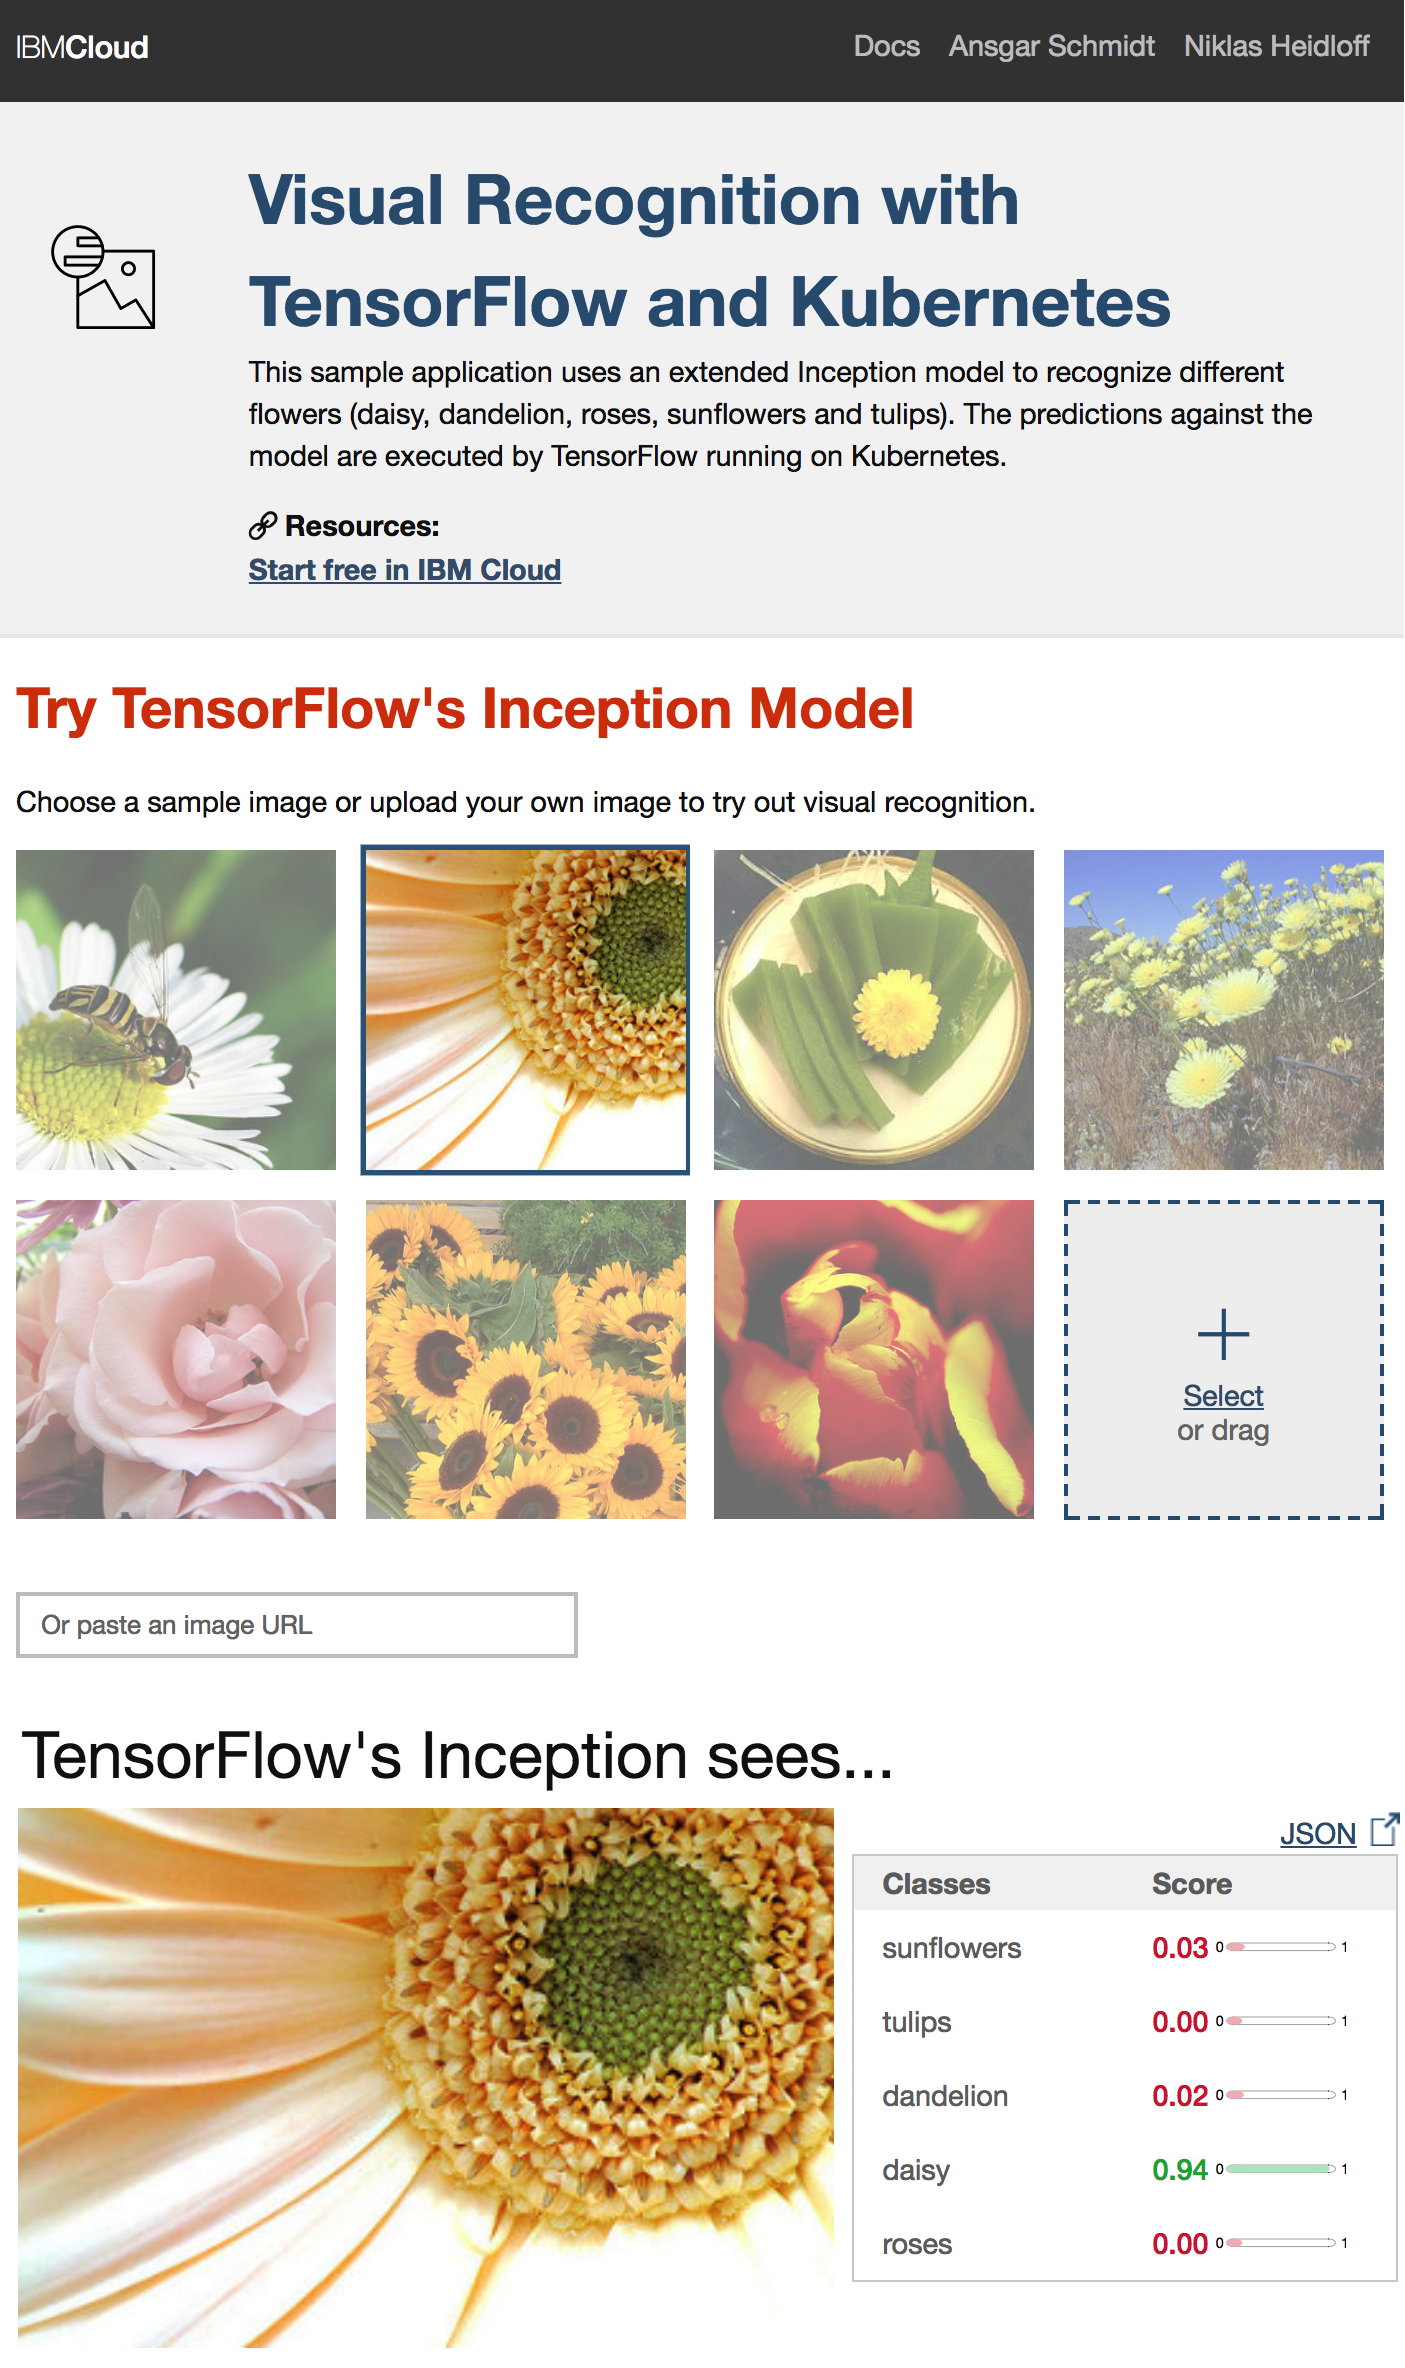 IBMCloud
Docs Ansgar Schmidt Niklas Heidloff
Visual Recognition with
TensorFlow and Kubernetes
This sample application uses an extended Inception model to recognize different
flowers (daisy, dandelion, roses, sunflowers and tulips). The predictions against the
model are executed by TensorFlow running on Kubernetes.
Resources:
Start free in IBM Cloud
Try TensorFlow's Inception Model
Choose a sample image or upload your own image to try out visual recognition.
Select
or drag
Or paste an image URL
TensorFlow's Inception sees...
JSON
Classes Score
sunflowers 0.03 0 1
tulips 0.00 0 1
dandelion 0.02 0 1
daisy 0.94 0 1
roses 0.00 0 1